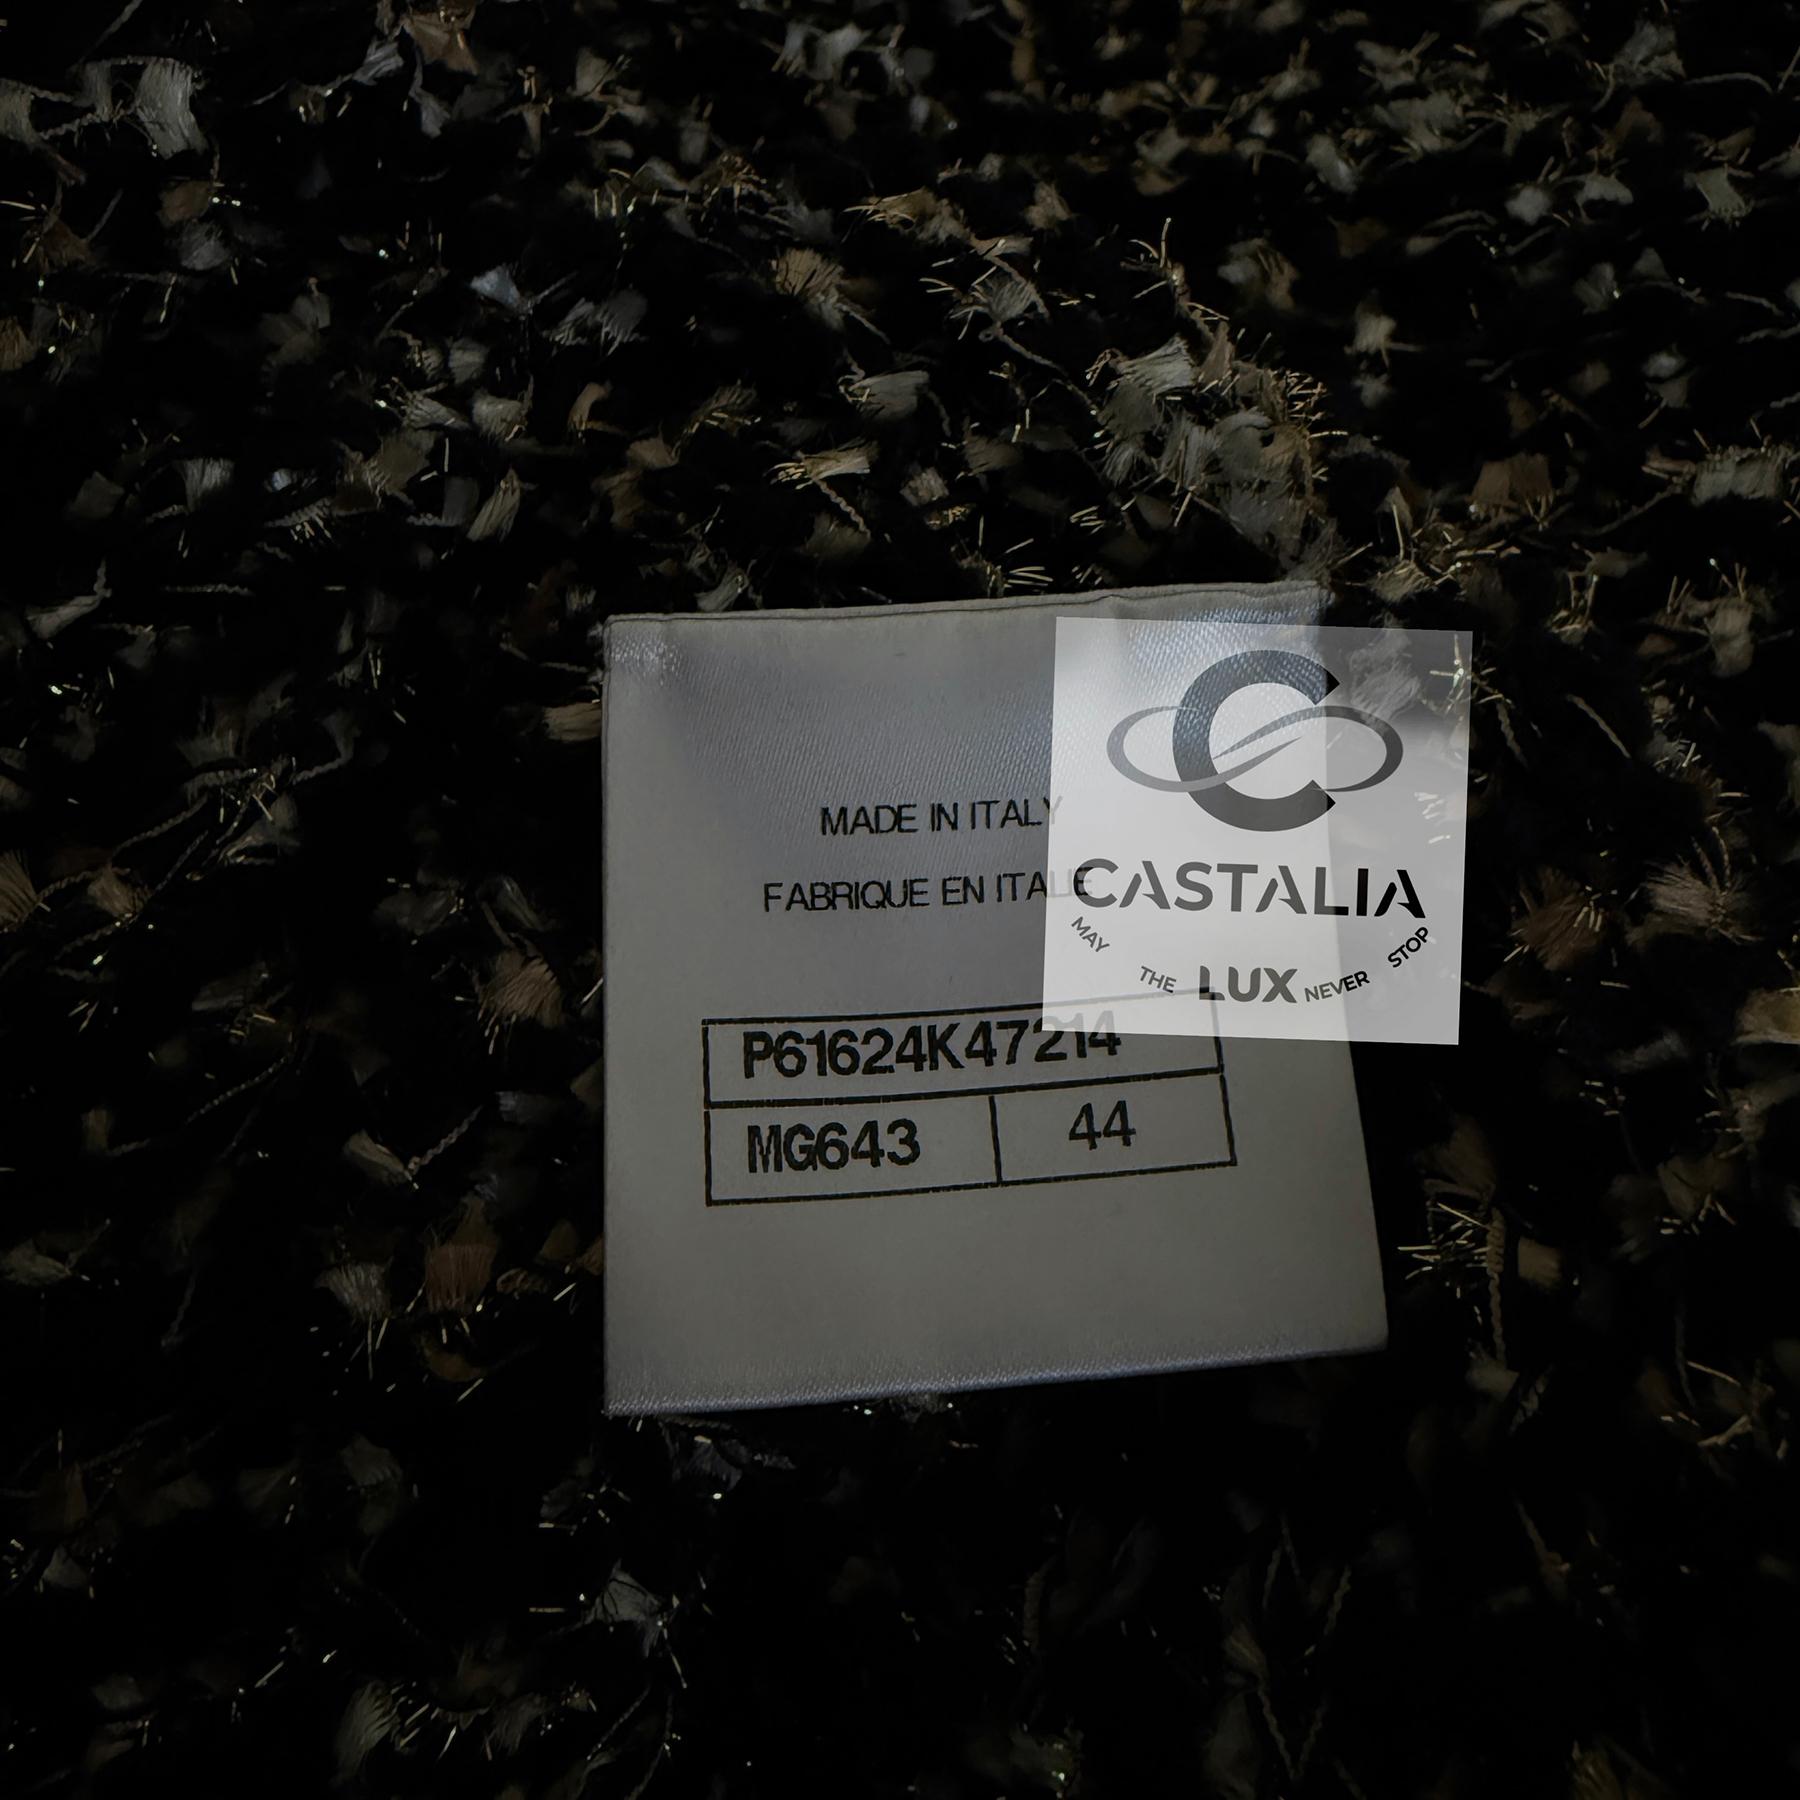 MADE IN ITALY
FABRIQUE EN ITALIE
P61624K47214
MG643 44
C
CASTALIA
MAY THE LUX NEVER STOP